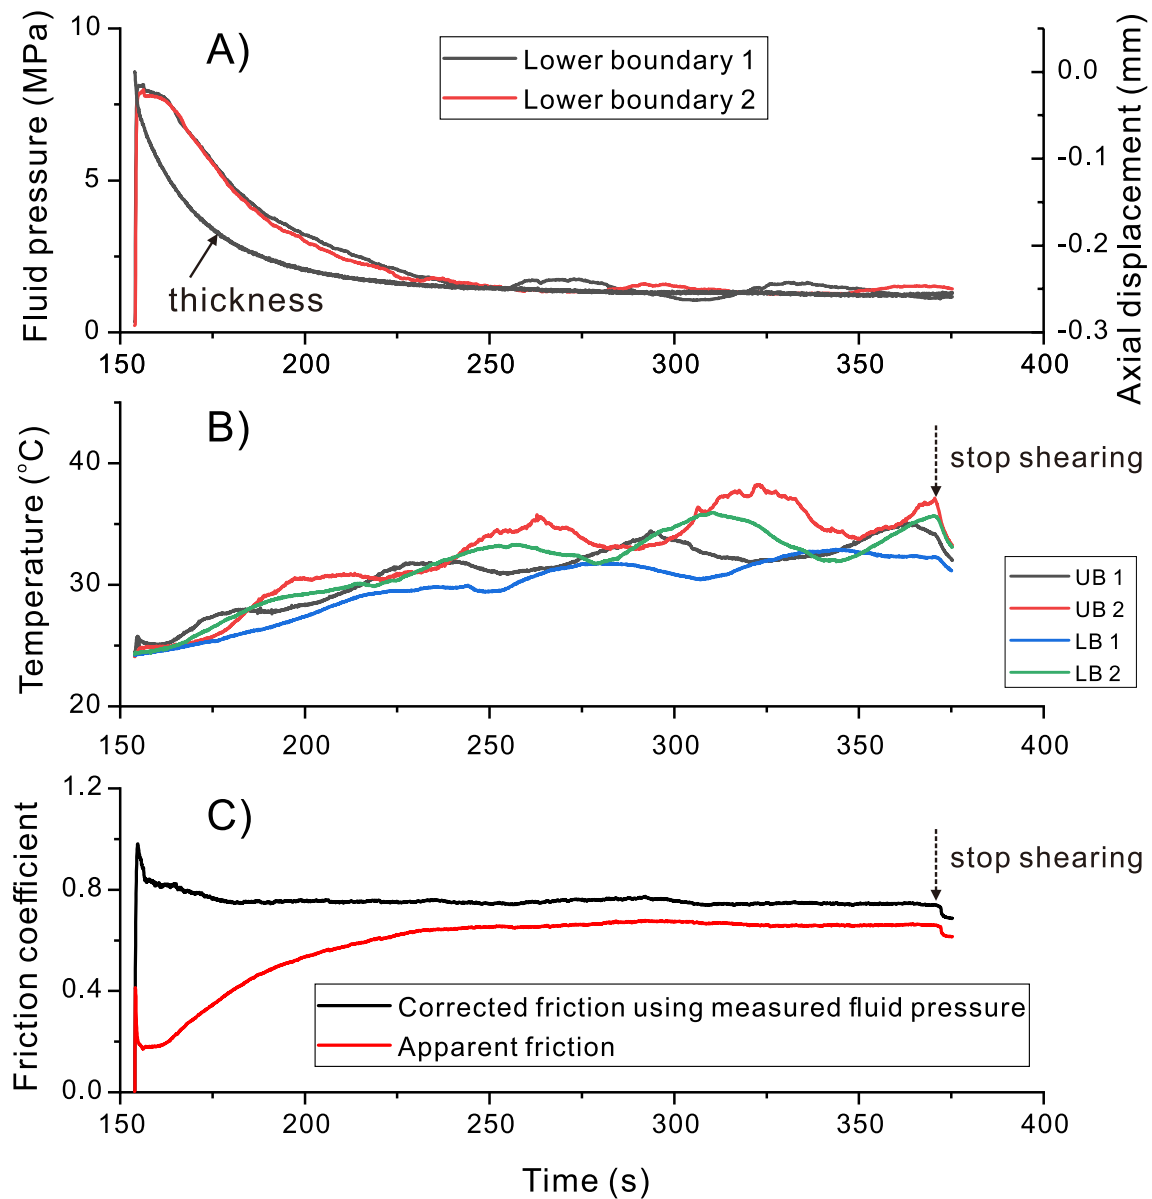 A)
Fluid pressure (MPa)
10
5
0
Lower boundary 1
Lower boundary 2
thickness
Axial displacement (mm)
0.0
-0.1
-0.2
-0.3
150 200 250 300 350 400
B)
Temperature (°C)
40
30
20
stop shearing
UB 1
UB 2
LB 1
LB 2
150 200 250 300 350 400
C)
Friction coefficient
1.2
0.8
0.4
0.0
stop shearing
Corrected friction using measured fluid pressure
Apparent friction
150 200 250 300 350 400
Time (s)